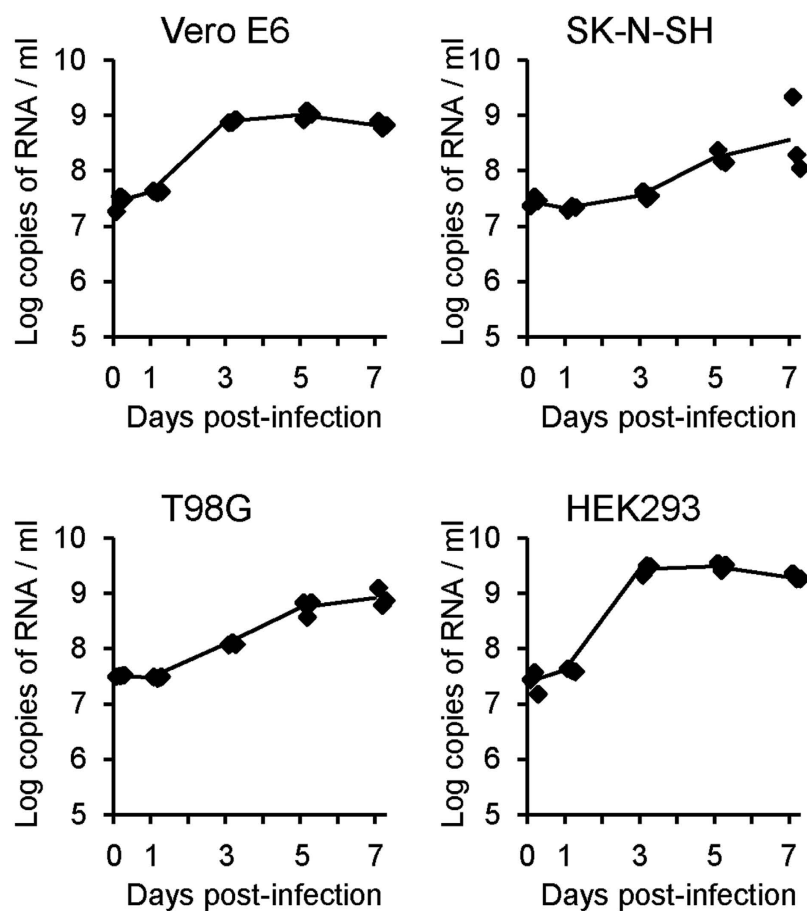 Vero E6
Log copies of RNA / ml
10
9
8
7
6
5
0 1 3 5 7
Days post-infection
SK-N-SH
Log copies of RNA / ml
10
9
8
7
6
5
0 1 3 5 7
Days post-infection
T98G
Log copies of RNA / ml
10
9
8
7
6
5
0 1 3 5 7
Days post-infection
HEK293
Log copies of RNA / ml
10
9
8
7
6
5
0 1 3 5 7
Days post-infection